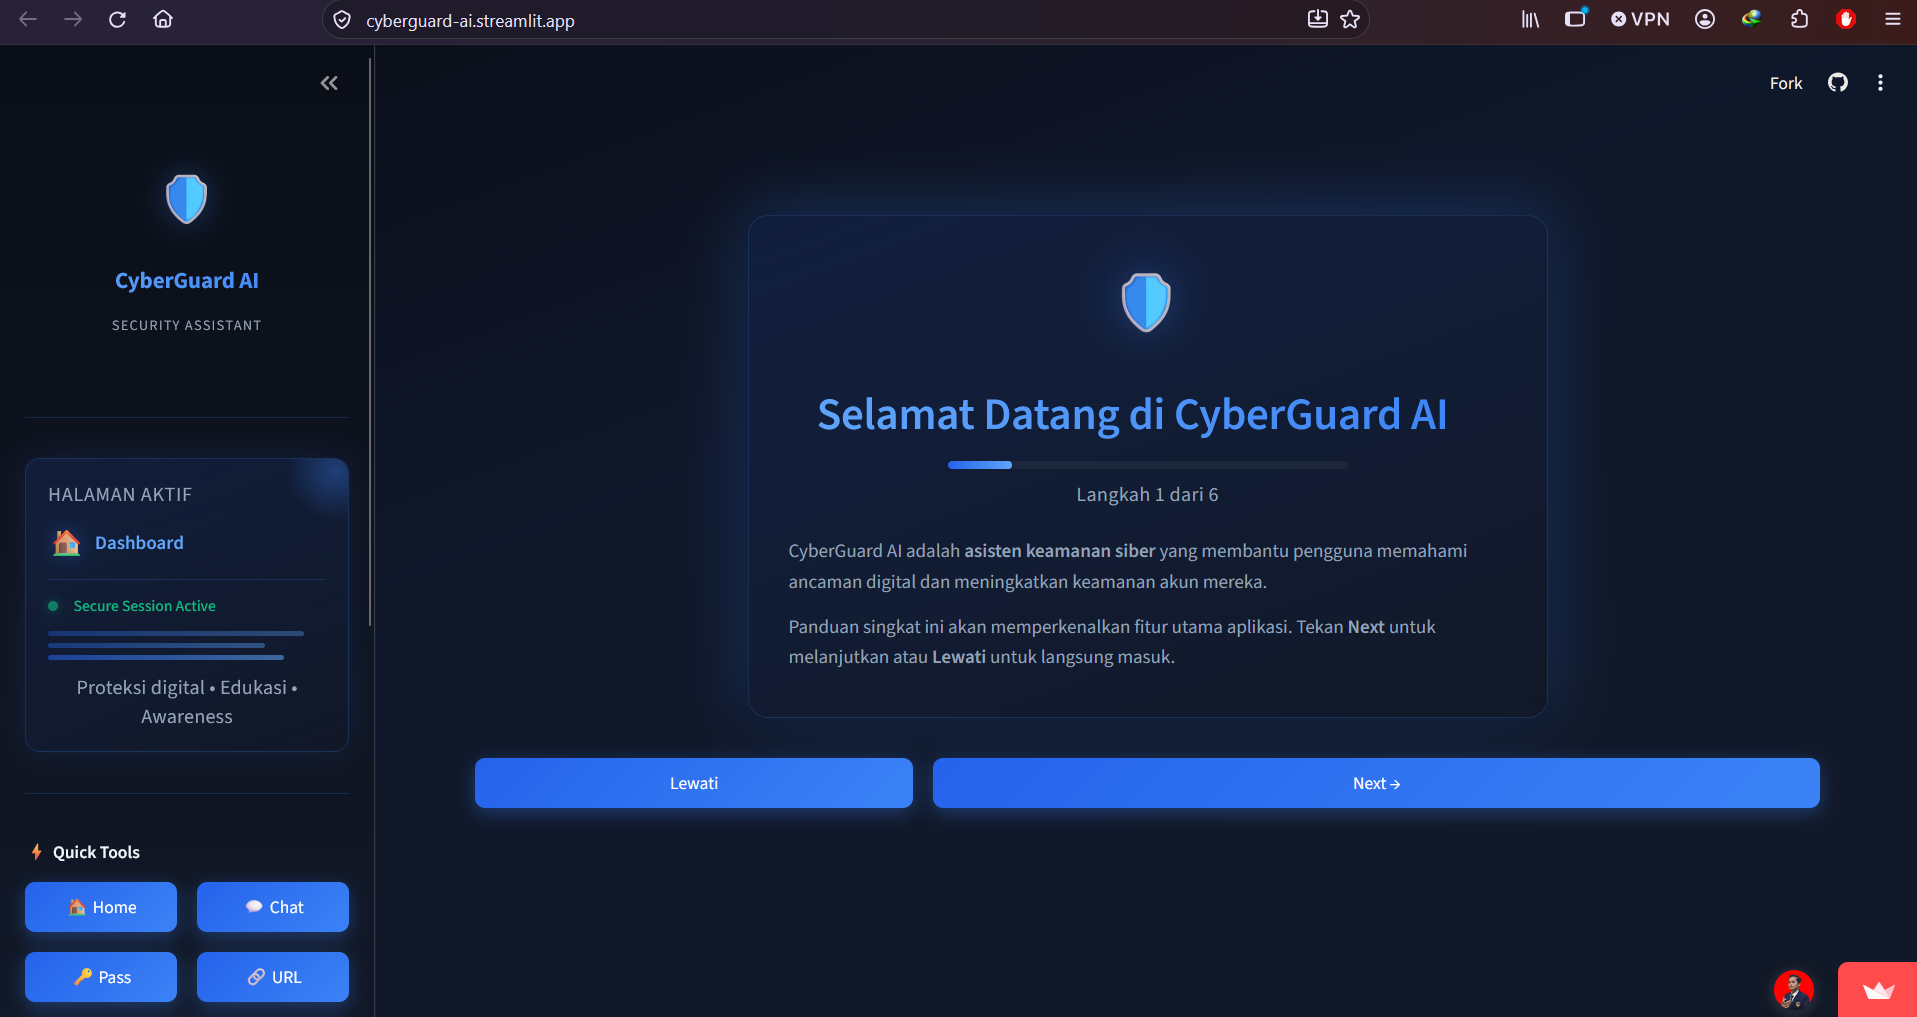 cyberguard-ai.streamlit.app
VPN
Fork
CyberGuard AI
SECURITY ASSISTANT
HALAMAN AKTIF
Dashboard
Secure Session Active
Proteksi digital • Edukasi •
Awareness
Quick Tools
Home
Chat
Pass
URL
Selamat Datang di CyberGuard AI
Langkah 1 dari 6
CyberGuard AI adalah asisten keamanan siber yang membantu pengguna memahami
ancaman digital dan meningkatkan keamanan akun mereka.
Panduan singkat ini akan memperkenalkan fitur utama aplikasi. Tekan Next untuk
melanjutkan atau Lewati untuk langsung masuk.
Lewati
Next →